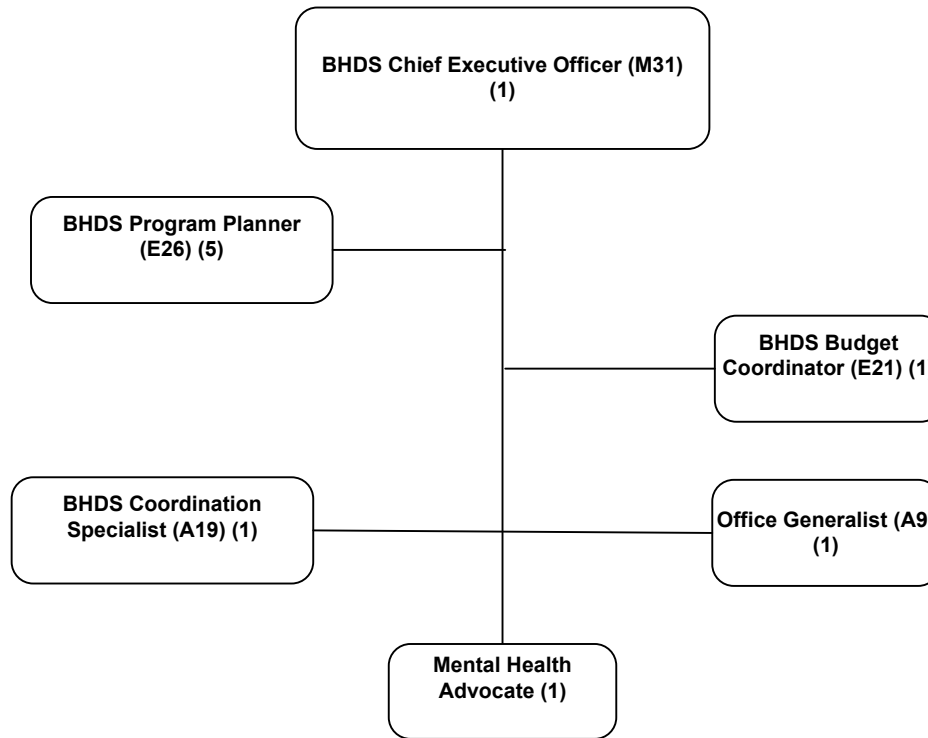 BHDS Chief Executive Officer (M31)
(1)
BHDS Program Planner
(E26) (5)
BHDS Budget
Coordinator (E21) (1
BHDS Coordination
Specialist (A19) (1)
Office Generalist (A9
(1)
Mental Health
Advocate (1)